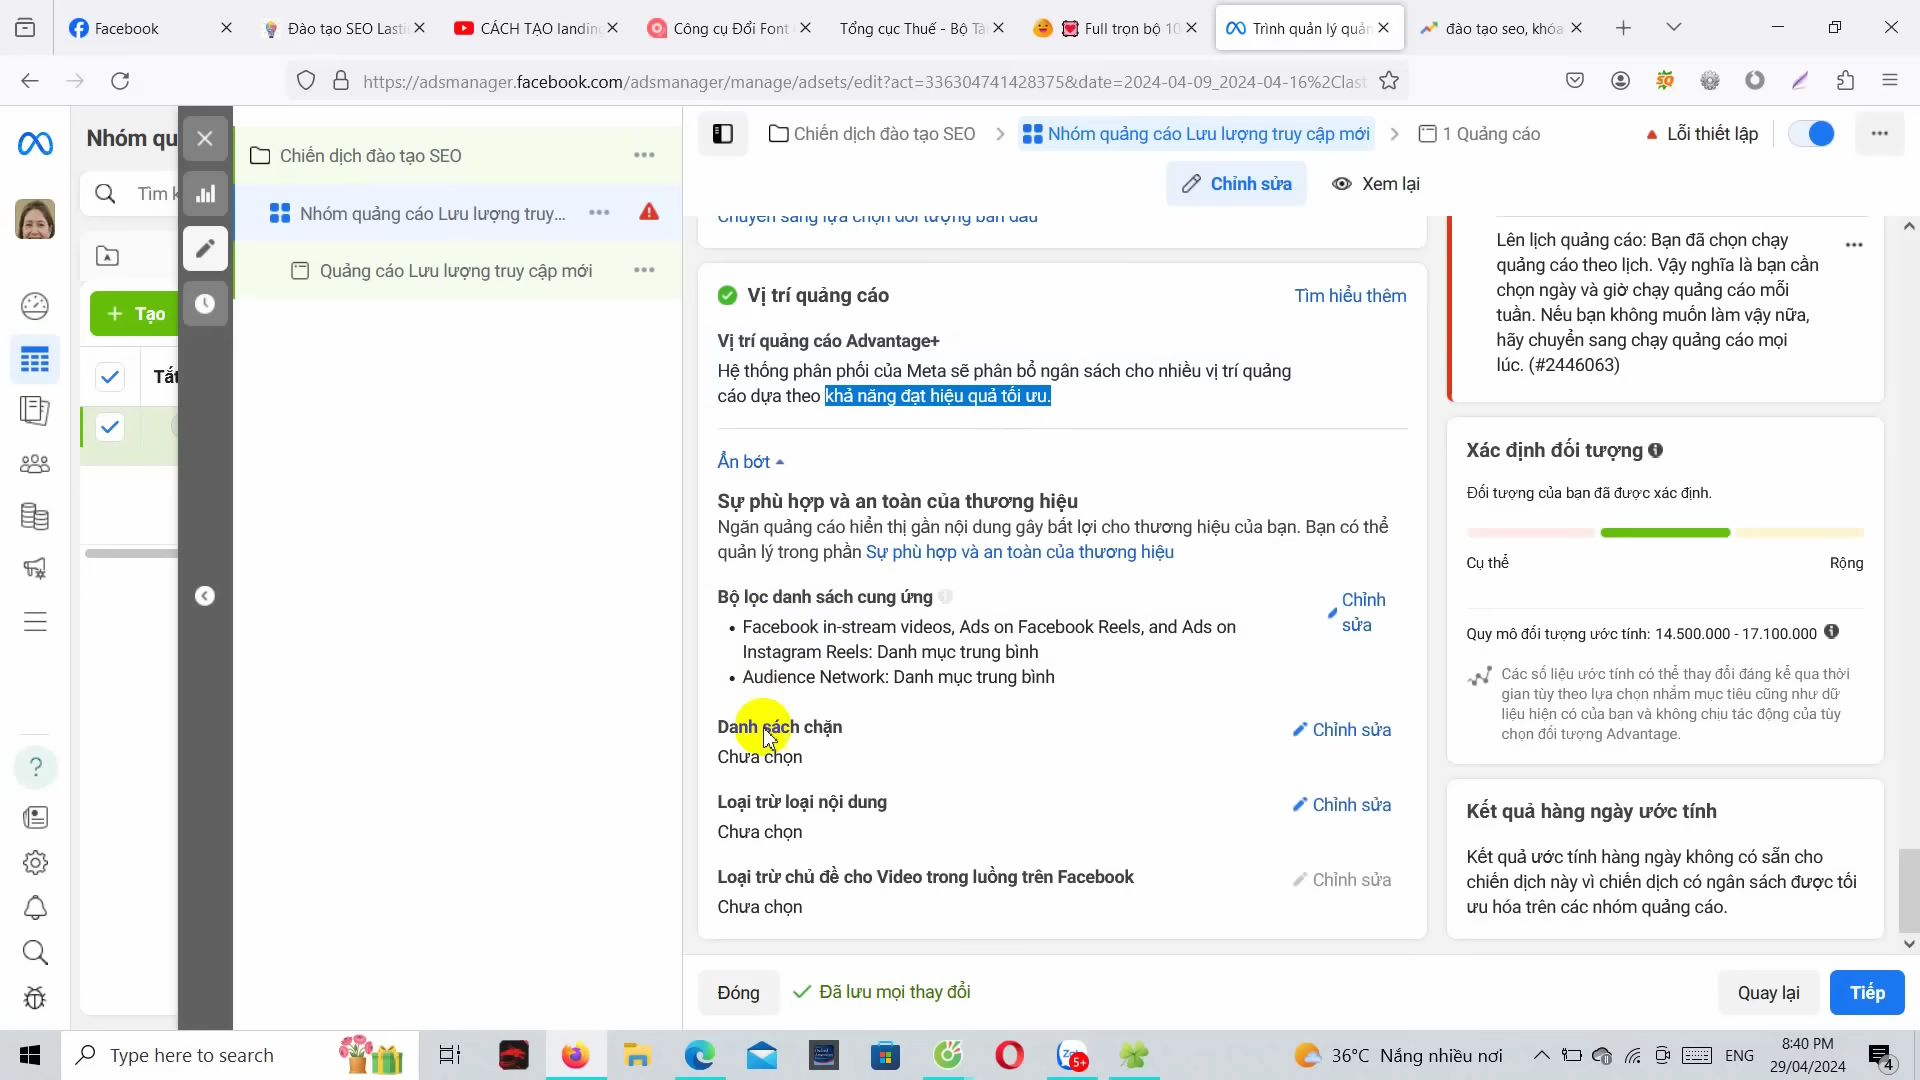 Facebook
Đào tạo SEO Lasti
CÁCH TẠO landing
Công cụ Đổi Font
Tổng cục Thuế - Bộ Tà
Full trọn bộ 10
Trình quản lý quản
đào tạo seo, khóa
https://adsmanager.facebook.com/adsmanager/manage/adsets/edit?act=336304741428375&date=2024-04-09_2024-04-16%2Clast
Nhóm qu
Tìm k
+ Tạo
Tắt
Chiến dịch đào tạo SEO
Nhóm quảng cáo Lưu lượng truy...
Quảng cáo Lưu lượng truy cập mới
Chiến dịch đào tạo SEO
Nhóm quảng cáo Lưu lượng truy cập mới
1 Quảng cáo
Lỗi thiết lập
Chỉnh sửa
Xem lại
Chuyển sang lựa chọn đối tượng ban đầu
Vị trí quảng cáo
Tìm hiểu thêm
Vị trí quảng cáo Advantage+
Hệ thống phân phối của Meta sẽ phân bổ ngân sách cho nhiều vị trí quảng
cáo dựa theo khả năng đạt hiệu quả tối ưu.
Ẩn bớt
Sự phù hợp và an toàn của thương hiệu
Ngăn quảng cáo hiển thị gần nội dung gây bất lợi cho thương hiệu của bạn. Bạn có thể
quản lý trong phần Sự phù hợp và an toàn của thương hiệu
Bộ lọc danh sách cung ứng
Chỉnh
sửa
• Facebook in-stream videos, Ads on Facebook Reels, and Ads on
Instagram Reels: Danh mục trung bình
• Audience Network: Danh mục trung bình
Danh sách chặn
Chỉnh sửa
Chưa chọn
Loại trừ loại nội dung
Chỉnh sửa
Chưa chọn
Loại trừ chủ đề cho Video trong luồng trên Facebook
Chỉnh sửa
Chưa chọn
Lên lịch quảng cáo: Bạn đã chọn chạy
quảng cáo theo lịch. Vậy nghĩa là bạn cần
chọn ngày và giờ chạy quảng cáo mỗi
tuần. Nếu bạn không muốn làm vậy nữa,
hãy chuyển sang chạy quảng cáo mọi
lúc. (#2446063)
Xác định đối tượng
Đối tượng của bạn đã được xác định.
Cụ thể
Rộng
Quy mô đối tượng ước tính: 14.500.000 - 17.100.000
Các số liệu ước tính có thể thay đổi đáng kể qua thời
gian tùy theo lựa chọn nhắm mục tiêu cũng như dữ
liệu hiện có của bạn và không chịu tác động của tùy
chọn đối tượng Advantage.
Kết quả hàng ngày ước tính
Kết quả ước tính hàng ngày không có sẵn cho
chiến dịch này vì chiến dịch có ngân sách được tối
ưu hóa trên các nhóm quảng cáo.
Đóng
Đã lưu mọi thay đổi
Quay lại
Tiếp
Type here to search
Za
5+
36°C Nắng nhiều nơi
ENG
8:40 PM
29/04/2024
4